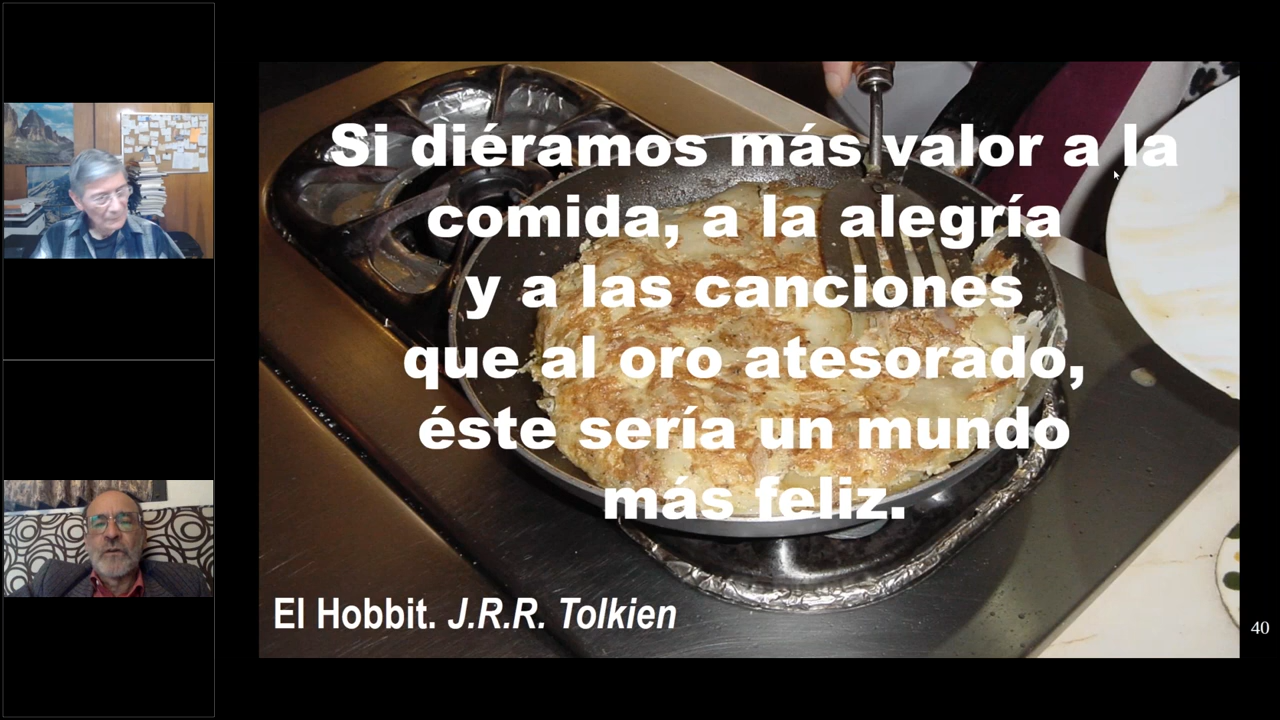 Si diéramos más valor a la
comida, a la alegría
y a las canciones
que al oro atesorado,
éste sería un mundo
más feliz.
El Hobbit. J.R.R. Tolkien
40